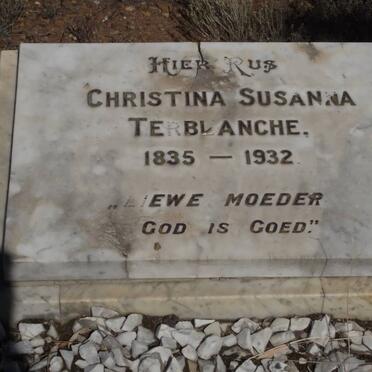 HIER RUS
CHRISTINA SUSANNA
TERBLANCHE.
1835 — 1932
„LIEWE MOEDER
GOD IS GOED."